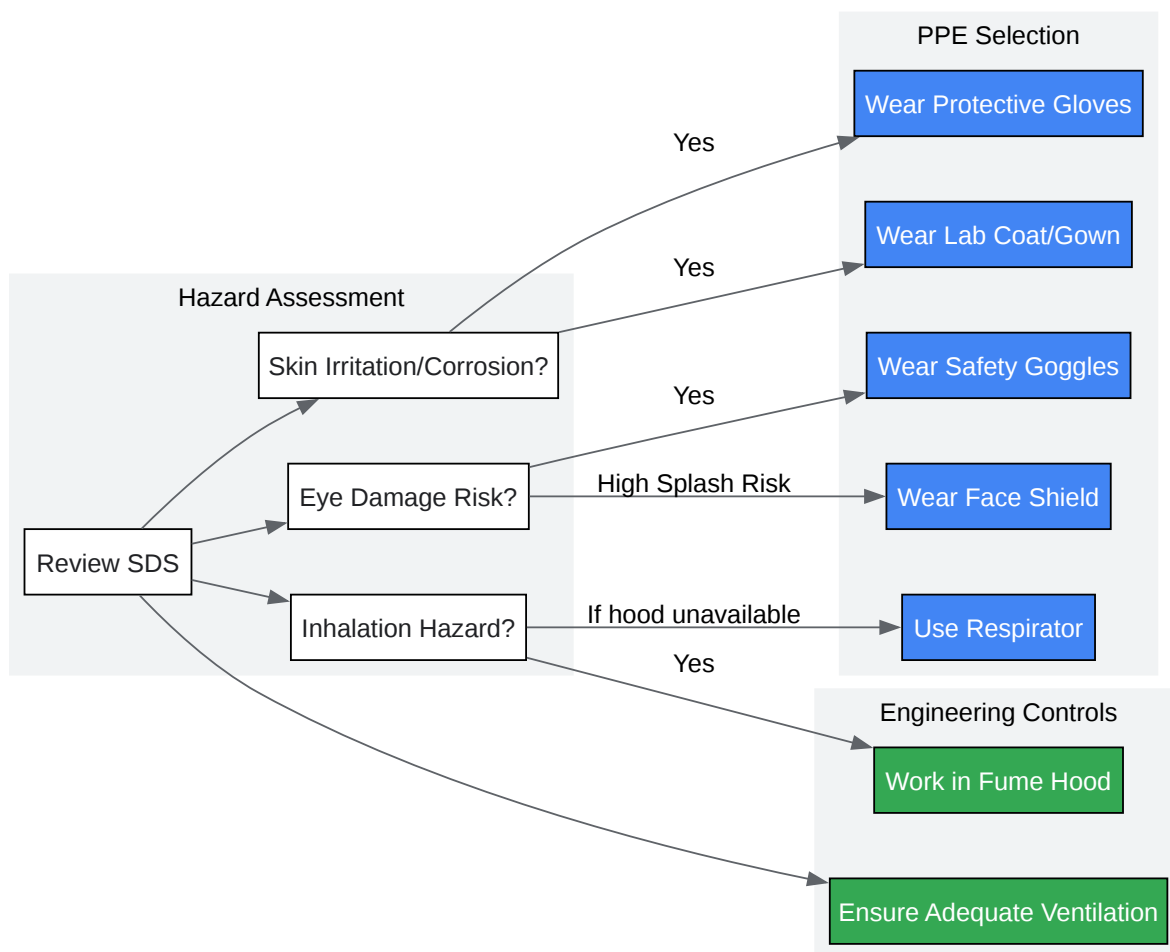 PPE Selection
Wear Protective Gloves
Yes
Wear Lab Coat/Gown
Yes
Hazard Assessment
Skin Irritation/Corrosion?
Wear Safety Goggles
Yes
Eye Damage Risk?
High Splash Risk
Wear Face Shield
Review SDS
Inhalation Hazard?
If hood unavailable
Use Respirator
Yes
Engineering Controls
Work in Fume Hood
Ensure Adequate Ventilation